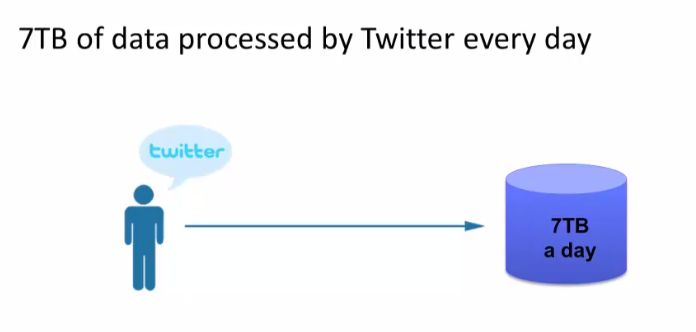 7TB of data processed by Twitter every day
twitter
7TB
a day